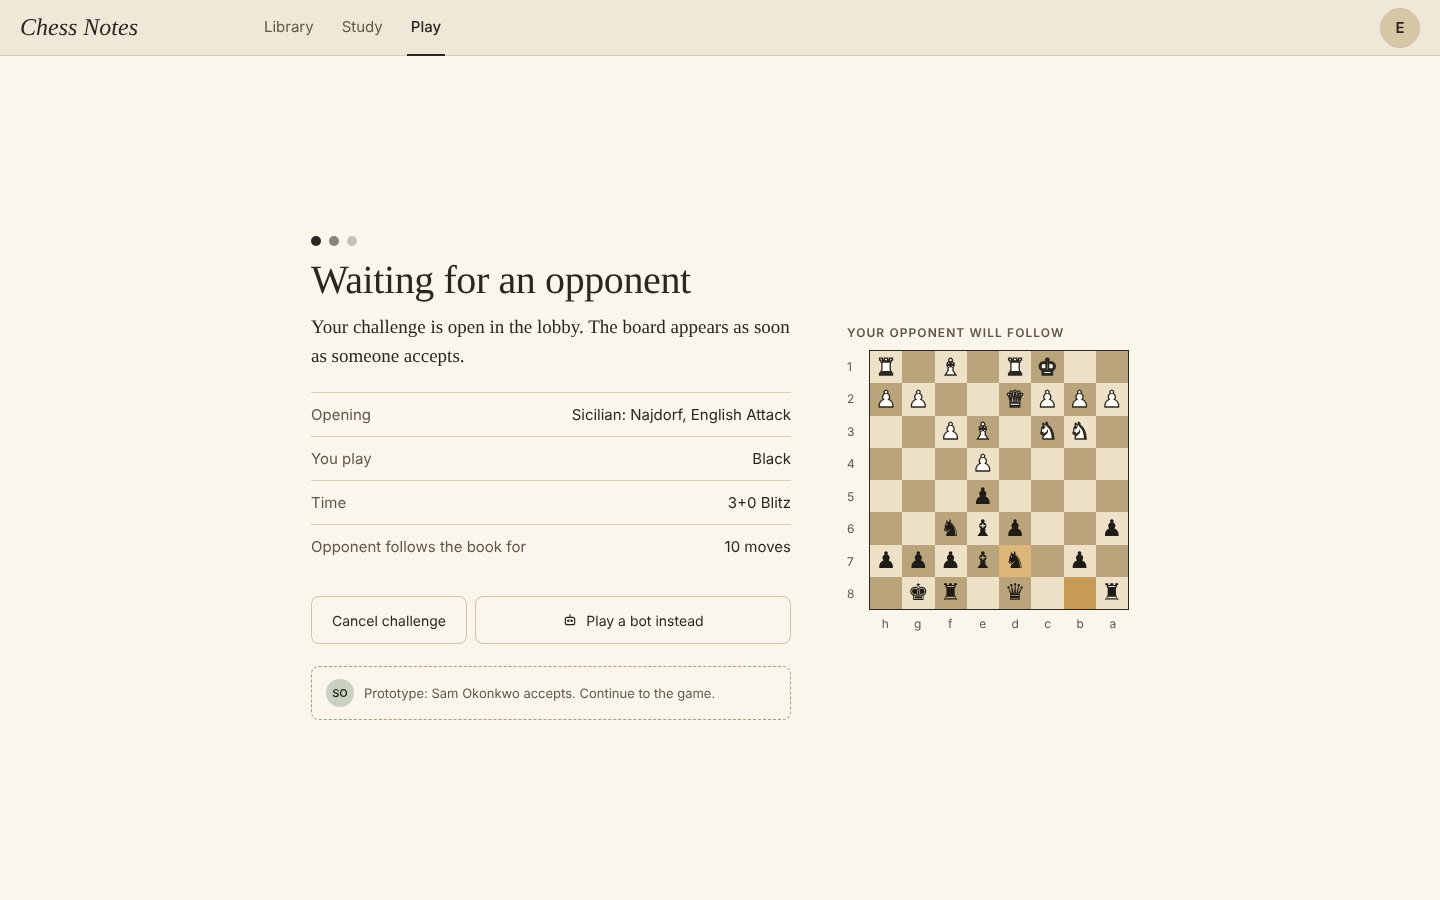 Chess Notes
Library
Study
Play
E
Waiting for an opponent
Your challenge is open in the lobby. The board appears as soon
as someone accepts.
Opening
Sicilian: Najdorf, English Attack
You play
Black
Time
3+0 Blitz
Opponent follows the book for
10 moves
Cancel challenge
Play a bot instead
SO
Prototype: Sam Okonkwo accepts. Continue to the game.
YOUR OPPONENT WILL FOLLOW
1
2
3
4
5
6
7
8
h g f e d c b a